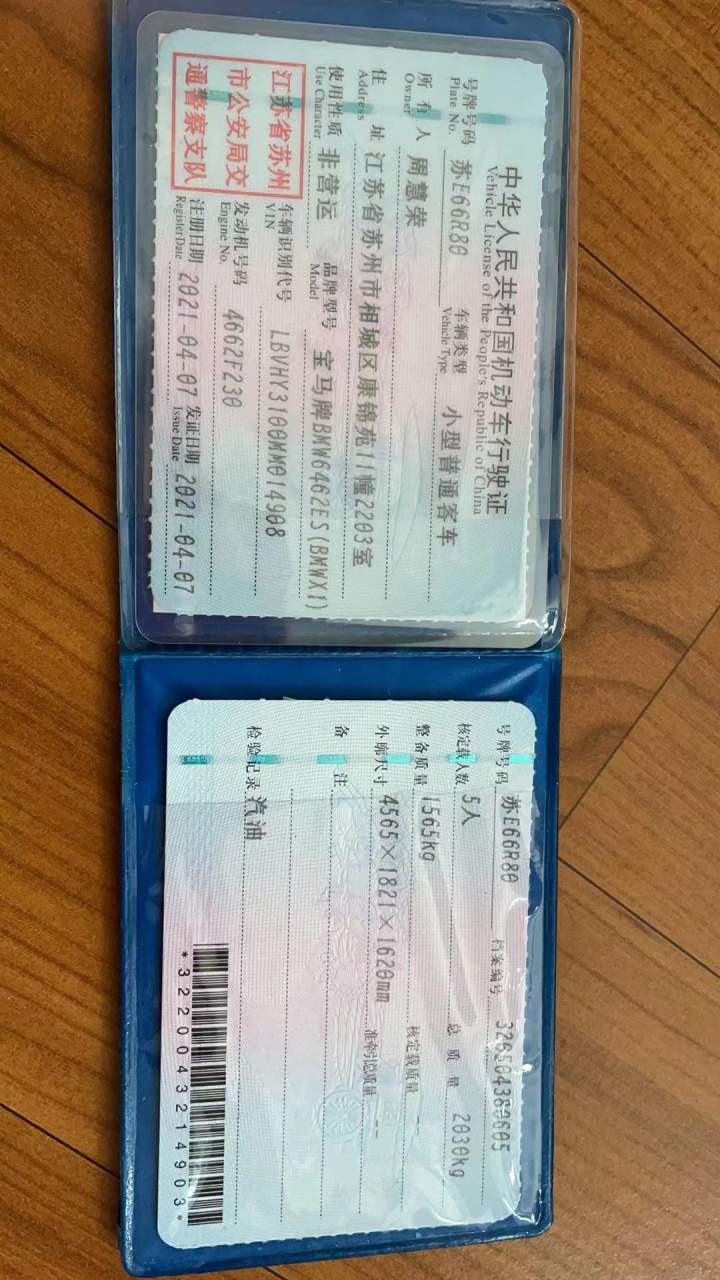 中华人民共和国机动车行驶证
Vehicle License of the People's Republic of China
号牌号码 苏E66R80 车辆类型 小型普通客车
Plate No. Vehicle Type
所有人 周慧荣
Owner
住址 江苏省苏州市相城区康锦苑11幢2203室
Address
使用性质 非营运 品牌型号 宝马牌BMW6462ES(BMWX1)
Use Character Model
江苏省苏州
市公安局交
通警察支队
车辆识别代号 LBVHY3100MM014908
VIN
发动机号码 4662F230
Engine No.
注册日期 2021-04-07 发证日期 2021-04-07
Register Date Issue Date
号牌号码 苏E66R80 档案编号 326504380605
核定载人数 5人 总质量 2030kg
整备质量 1565kg 核定载质量 --
外廓尺寸 4565×1821×1620mm 准牵引总质量 --
备注
检验记录 汽油
*3220043214903*